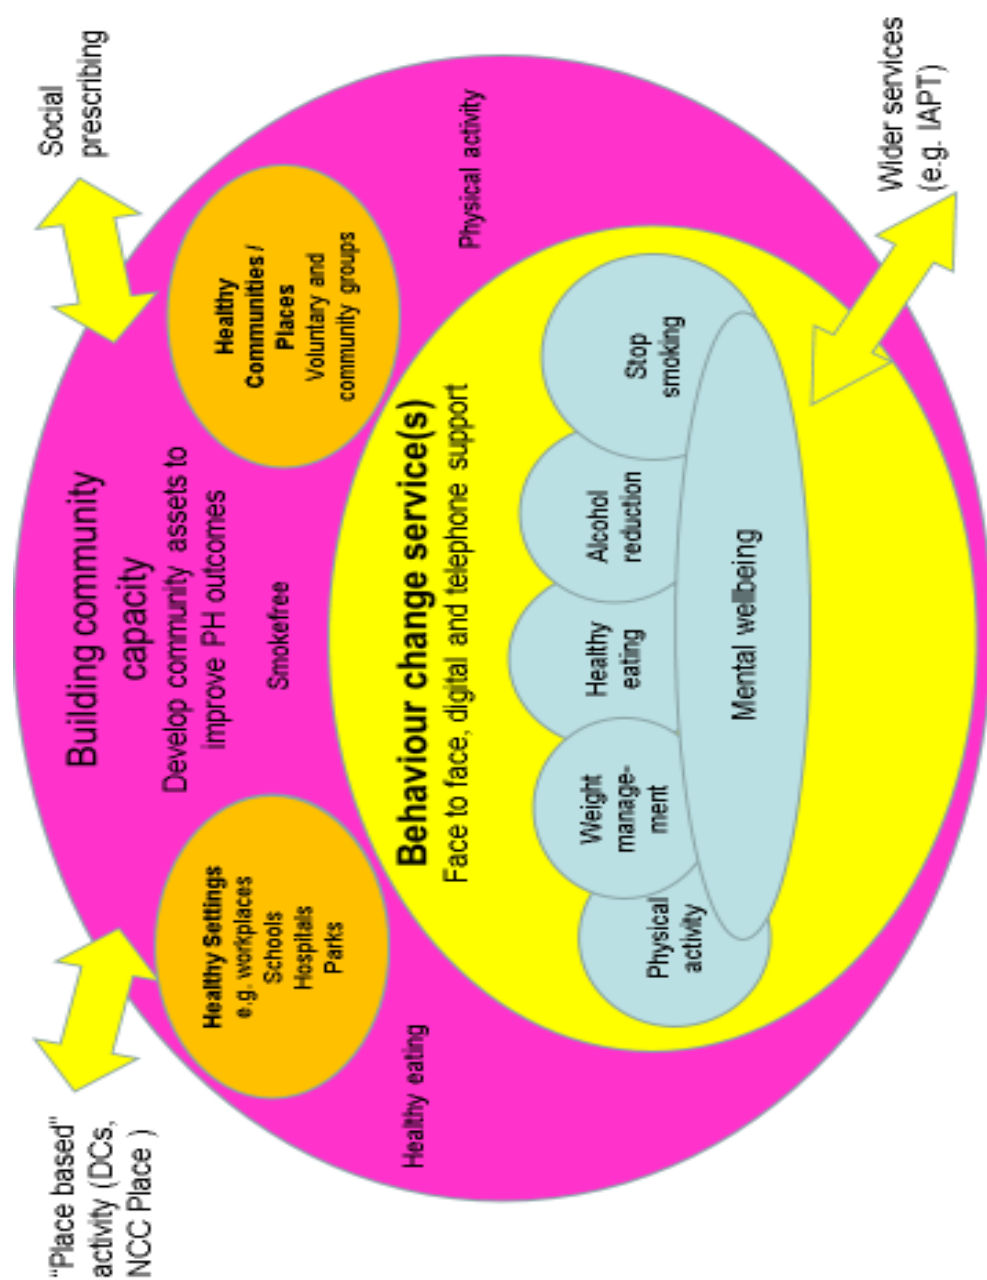 "Place based"
activity (DCs,
NCC Place )
Social
prescribing
Building community
capacity
Develop community assets to
improve PH outcomes
Smokefree
Healthy Settings
e.g. workplaces
Schools
Hospitals
Parks
Healthy
Communities /
Places
Voluntary and
community groups
Healthy eating
Physical activity
Behaviour change service(s)
Face to face, digital and telephone support
Physical
activity
Weight
manage-
ment
Healthy
eating
Alcohol
reduction
Stop
smoking
Mental wellbeing
Wider services
(e.g. IAPT)